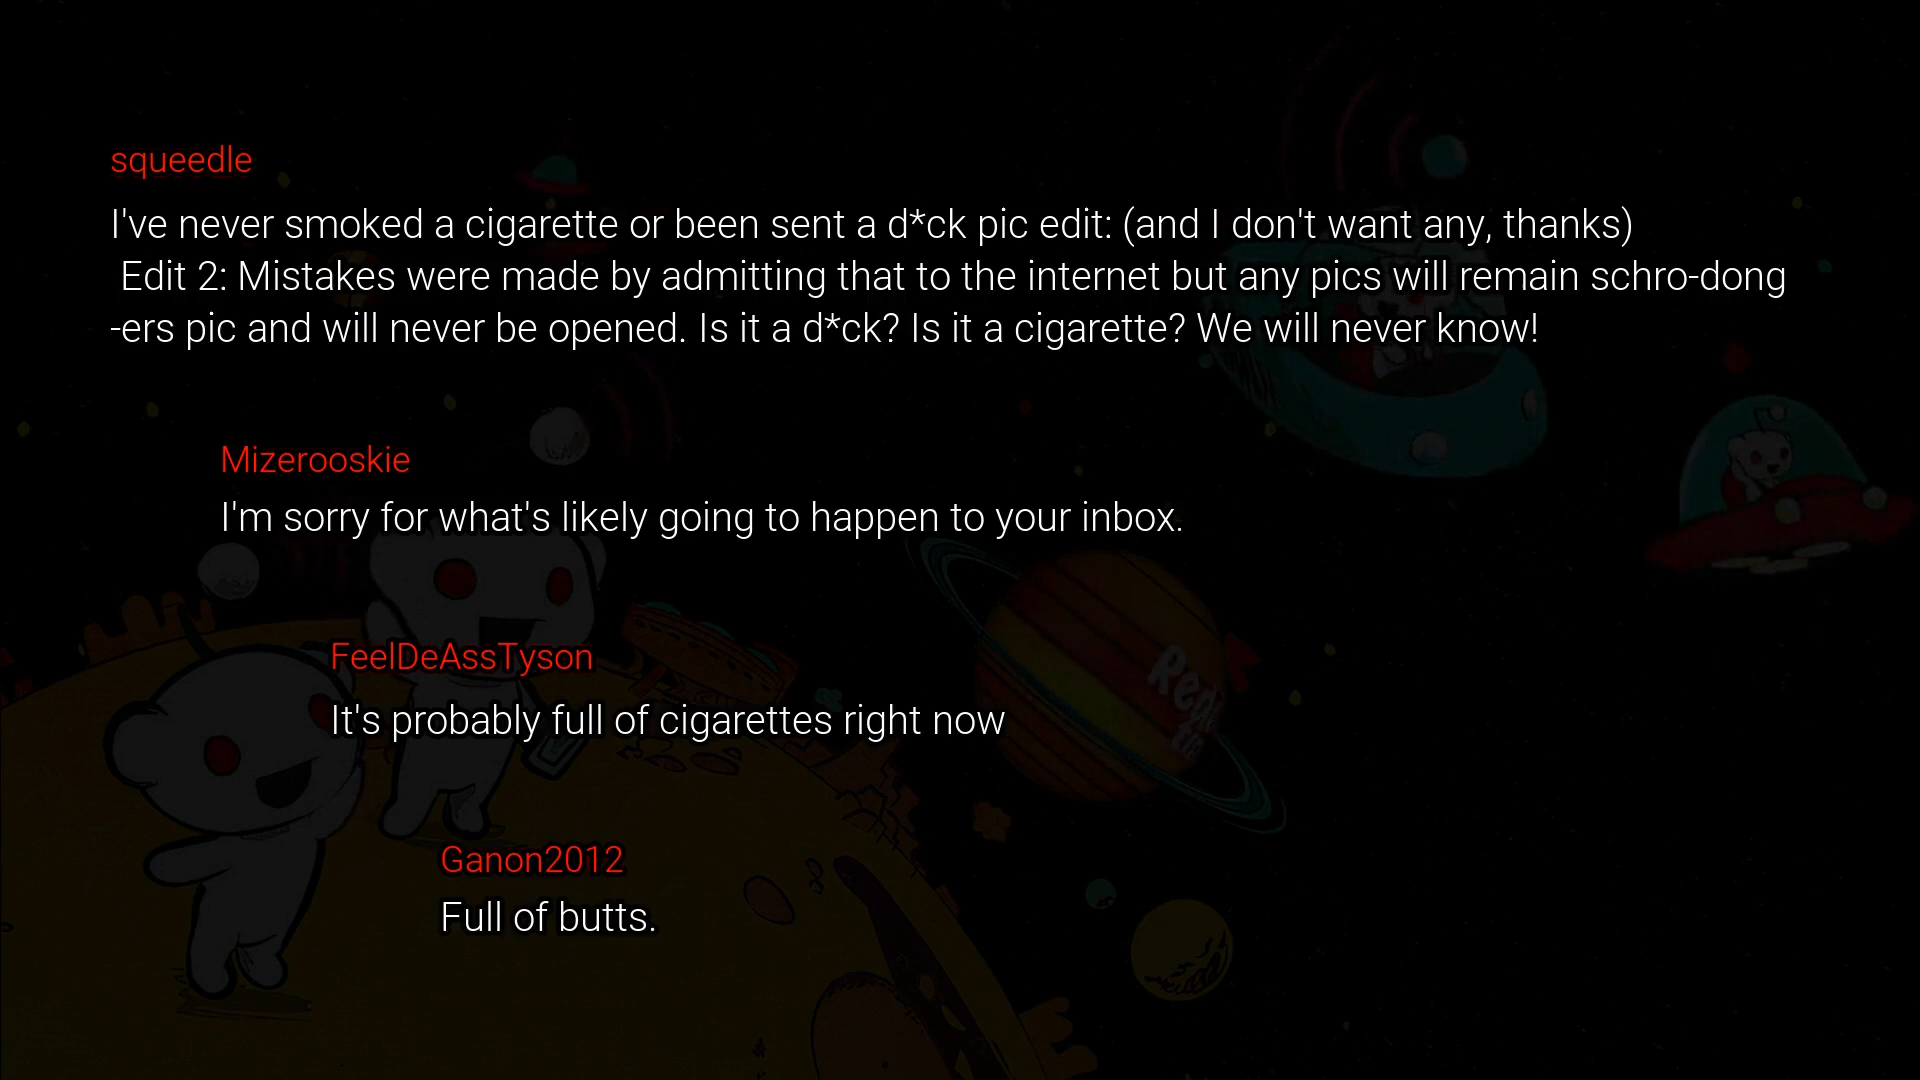 squeedle
I've never smoked a cigarette or been sent a d*ck pic edit: (and I don't want any, thanks)
Edit 2: Mistakes were made by admitting that to the internet but any pics will remain schro-dong
-ers pic and will never be opened. Is it a d*ck? Is it a cigarette? We will never know!
Mizerooskie
I'm sorry for what's likely going to happen to your inbox.
FeelDeAssTyson
It's probably full of cigarettes right now
Ganon2012
Full of butts.